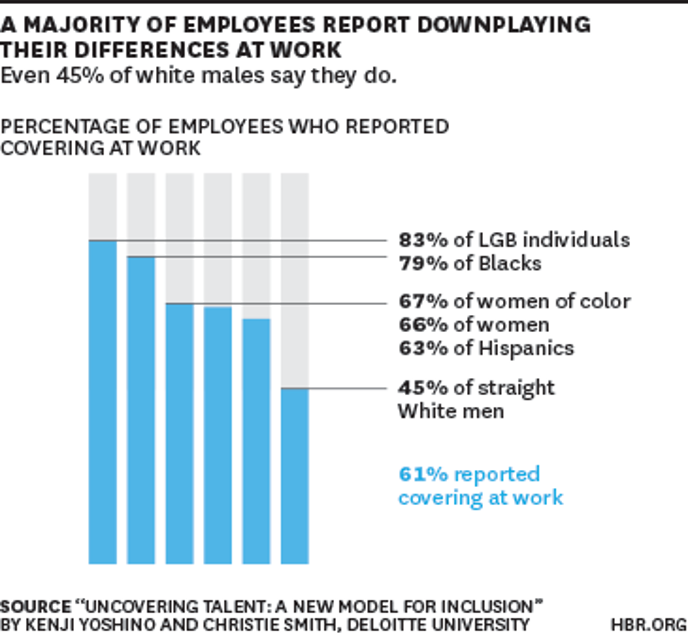 A MAJORITY OF EMPLOYEES REPORT DOWNPLAYING
THEIR DIFFERENCES AT WORK
Even 45% of white males say they do.
PERCENTAGE OF EMPLOYEES WHO REPORTED
COVERING AT WORK
83% of LGB individuals
79% of Blacks
67% of women of color
66% of women
63% of Hispanics
45% of straight
White men
61% reported
covering at work
SOURCE “UNCOVERING TALENT: A NEW MODEL FOR INCLUSION”
BY KENJI YOSHINO AND CHRISTIE SMITH, DELOITTE UNIVERSITY
HBR.ORG